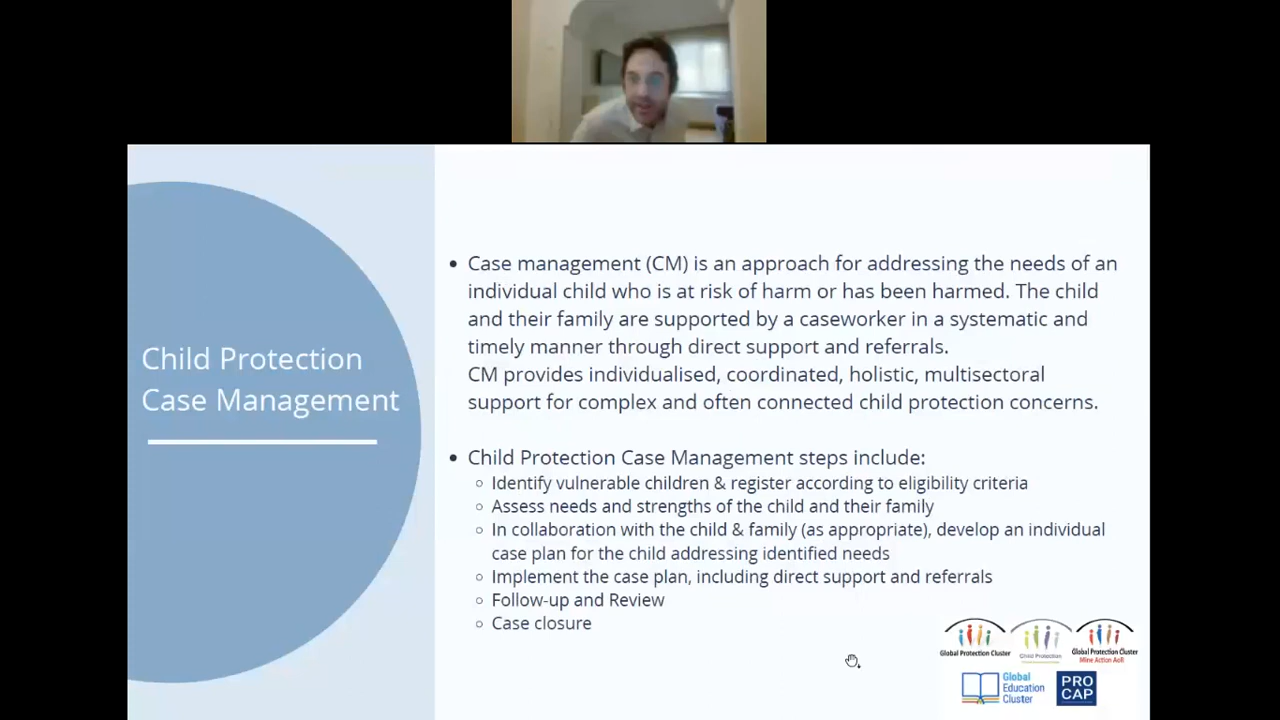 Child Protection
Case Management
• Case management (CM) is an approach for addressing the needs of an
individual child who is at risk of harm or has been harmed. The child
and their family are supported by a caseworker in a systematic and
timely manner through direct support and referrals.
CM provides individualised, coordinated, holistic, multisectoral
support for complex and often connected child protection concerns.
• Child Protection Case Management steps include:
○ Identify vulnerable children & register according to eligibility criteria
○ Assess needs and strengths of the child and their family
○ In collaboration with the child & family (as appropriate), develop an individual
case plan for the child addressing identified needs
○ Implement the case plan, including direct support and referrals
○ Follow-up and Review
○ Case closure
Global Protection Cluster
Child Protection
Global Protection Cluster
Mine Action AoR
Global
Education
Cluster
PRO
CAP